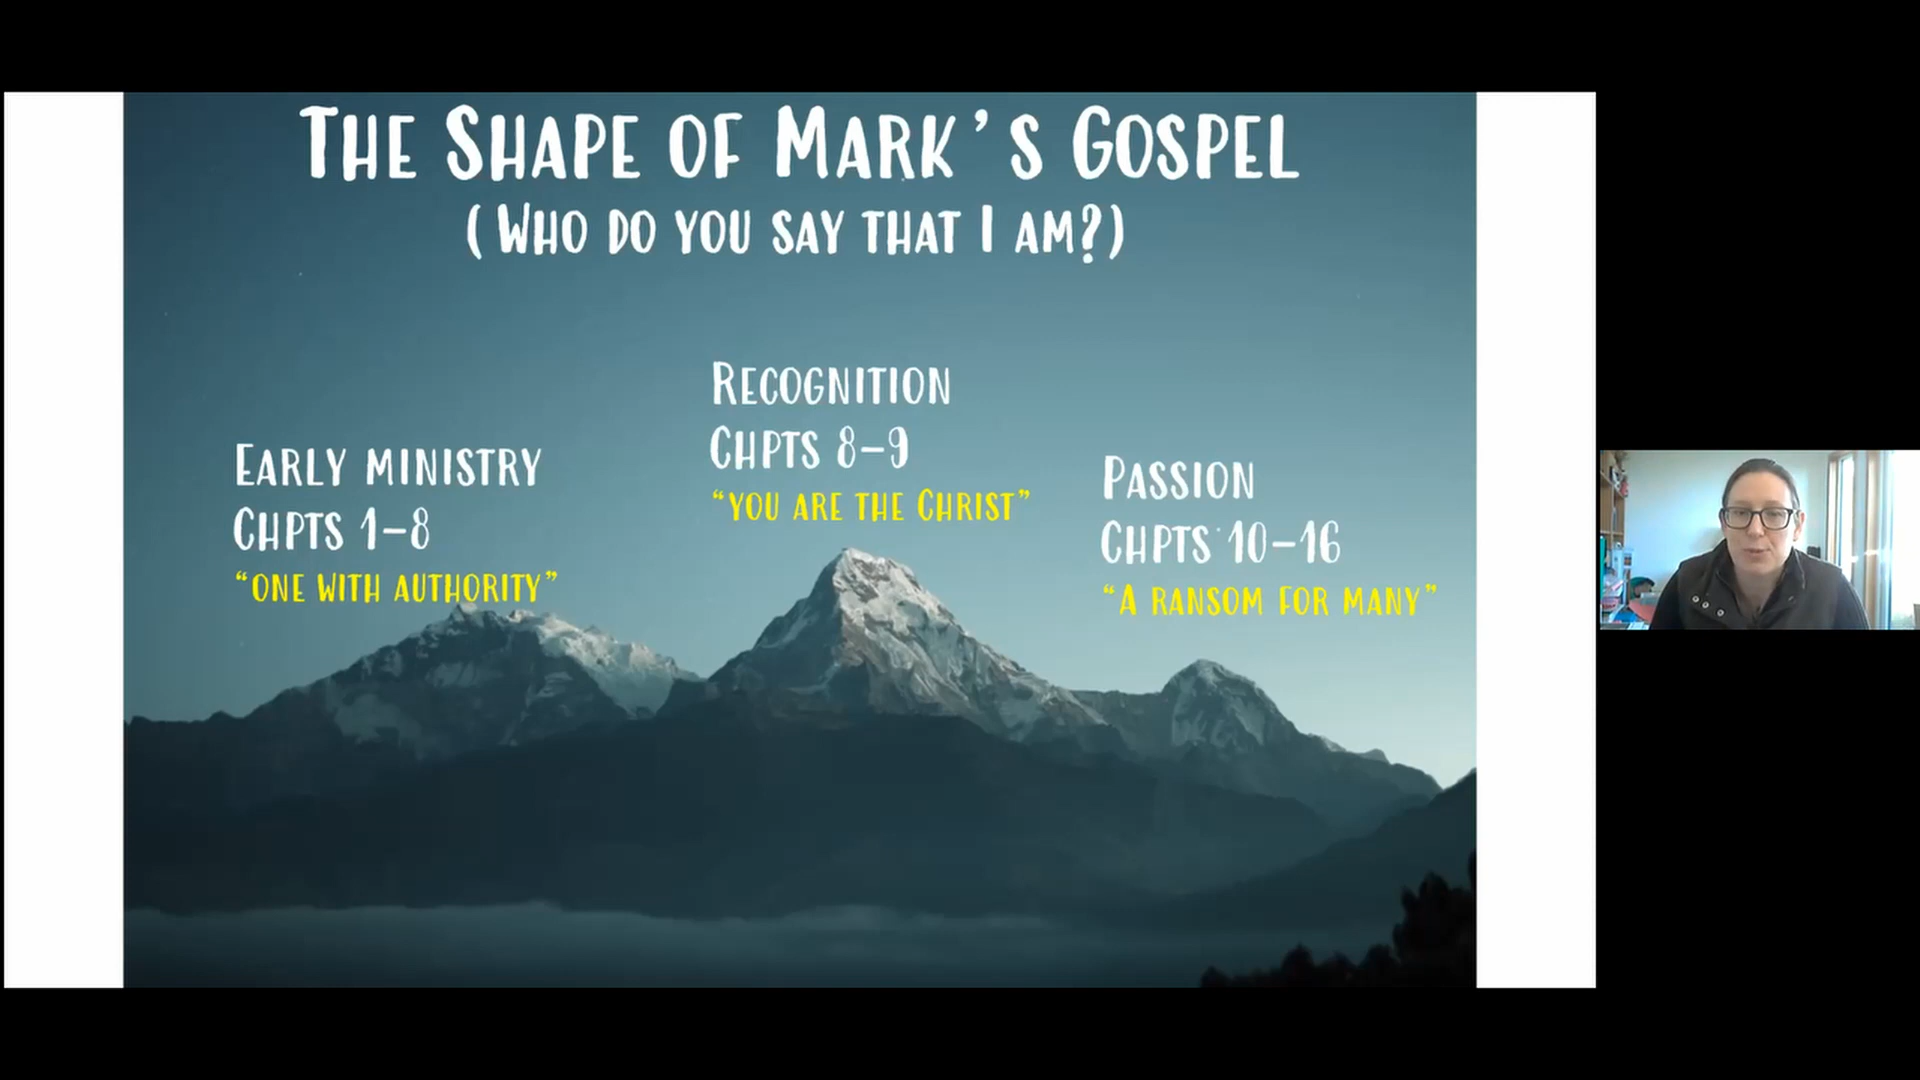 The Shape of Mark's Gospel
(Who do you say that I am?)
Early ministry
Chpts 1-8
"one with authority"
Recognition
Chpts 8-9
"you are the Christ"
Passion
Chpts 10-16
"A ransom for many"